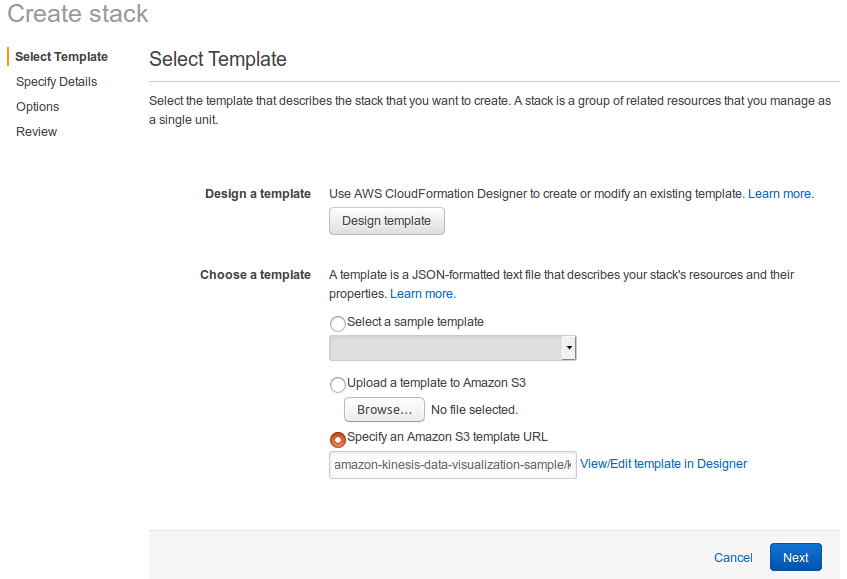 Create stack
Select Template
Specify Details
Options
Review
Select Template
Select the template that describes the stack that you want to create. A stack is a group of related resources that you manage as
a single unit.
Design a template
Use AWS CloudFormation Designer to create or modify an existing template. Learn more.
Design template
Choose a template
A template is a JSON-formatted text file that describes your stack's resources and their
properties. Learn more.
Select a sample template
Upload a template to Amazon S3
Browse... No file selected.
Specify an Amazon S3 template URL
amazon-kinesis-data-visualization-sample/k View/Edit template in Designer
Cancel Next